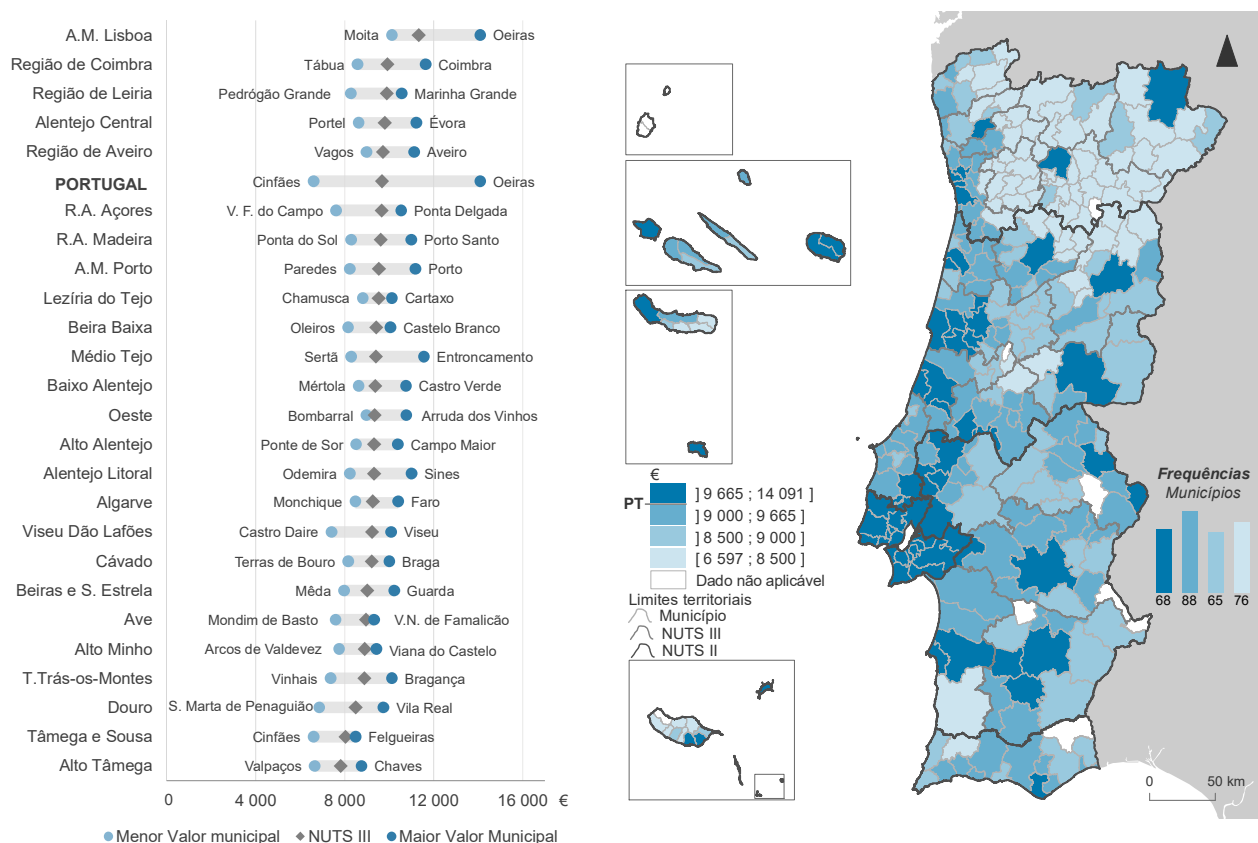 A.M. Lisboa Moita Oeiras
Região de Coimbra Tábua Coimbra
Região de Leiria Pedrógão Grande Marinha Grande
Alentejo Central Portel Évora
Região de Aveiro Vagos Aveiro
PORTUGAL Cinfães Oeiras
R.A. Açores V. F. do Campo Ponta Delgada
R.A. Madeira Ponta do Sol Porto Santo
A.M. Porto Paredes Porto
Lezíria do Tejo Chamusca Cartaxo
Beira Baixa Oleiros Castelo Branco
Médio Tejo Sertã Entroncamento
Baixo Alentejo Mértola Castro Verde
Oeste Bombarral Arruda dos Vinhos
Alto Alentejo Ponte de Sor Campo Maior
Alentejo Litoral Odemira Sines
Algarve Monchique Faro
Viseu Dão Lafões Castro Daire Viseu
Cávado Terras de Bouro Braga
Beiras e S. Estrela Mêda Guarda
Ave Mondim de Basto V.N. de Famalicão
Alto Minho Arcos de Valdevez Viana do Castelo
T.Trás-os-Montes Vinhais Bragança
Douro S. Marta de Penaguião Vila Real
Tâmega e Sousa Cinfães Felgueiras
Alto Tâmega Valpaços Chaves
0 4 000 8 000 12 000 16 000 €
Menor Valor municipal NUTS III Maior Valor Municipal
€
PT
] 9 665 ; 14 091 ]
] 9 000 ; 9 665 ]
] 8 500 ; 9 000 ]
[ 6 597 ; 8 500 ]
Dado não aplicável
Limites territoriais
Município
NUTS III
NUTS II
Frequências
Municípios
68 88 65 76
0 50 km